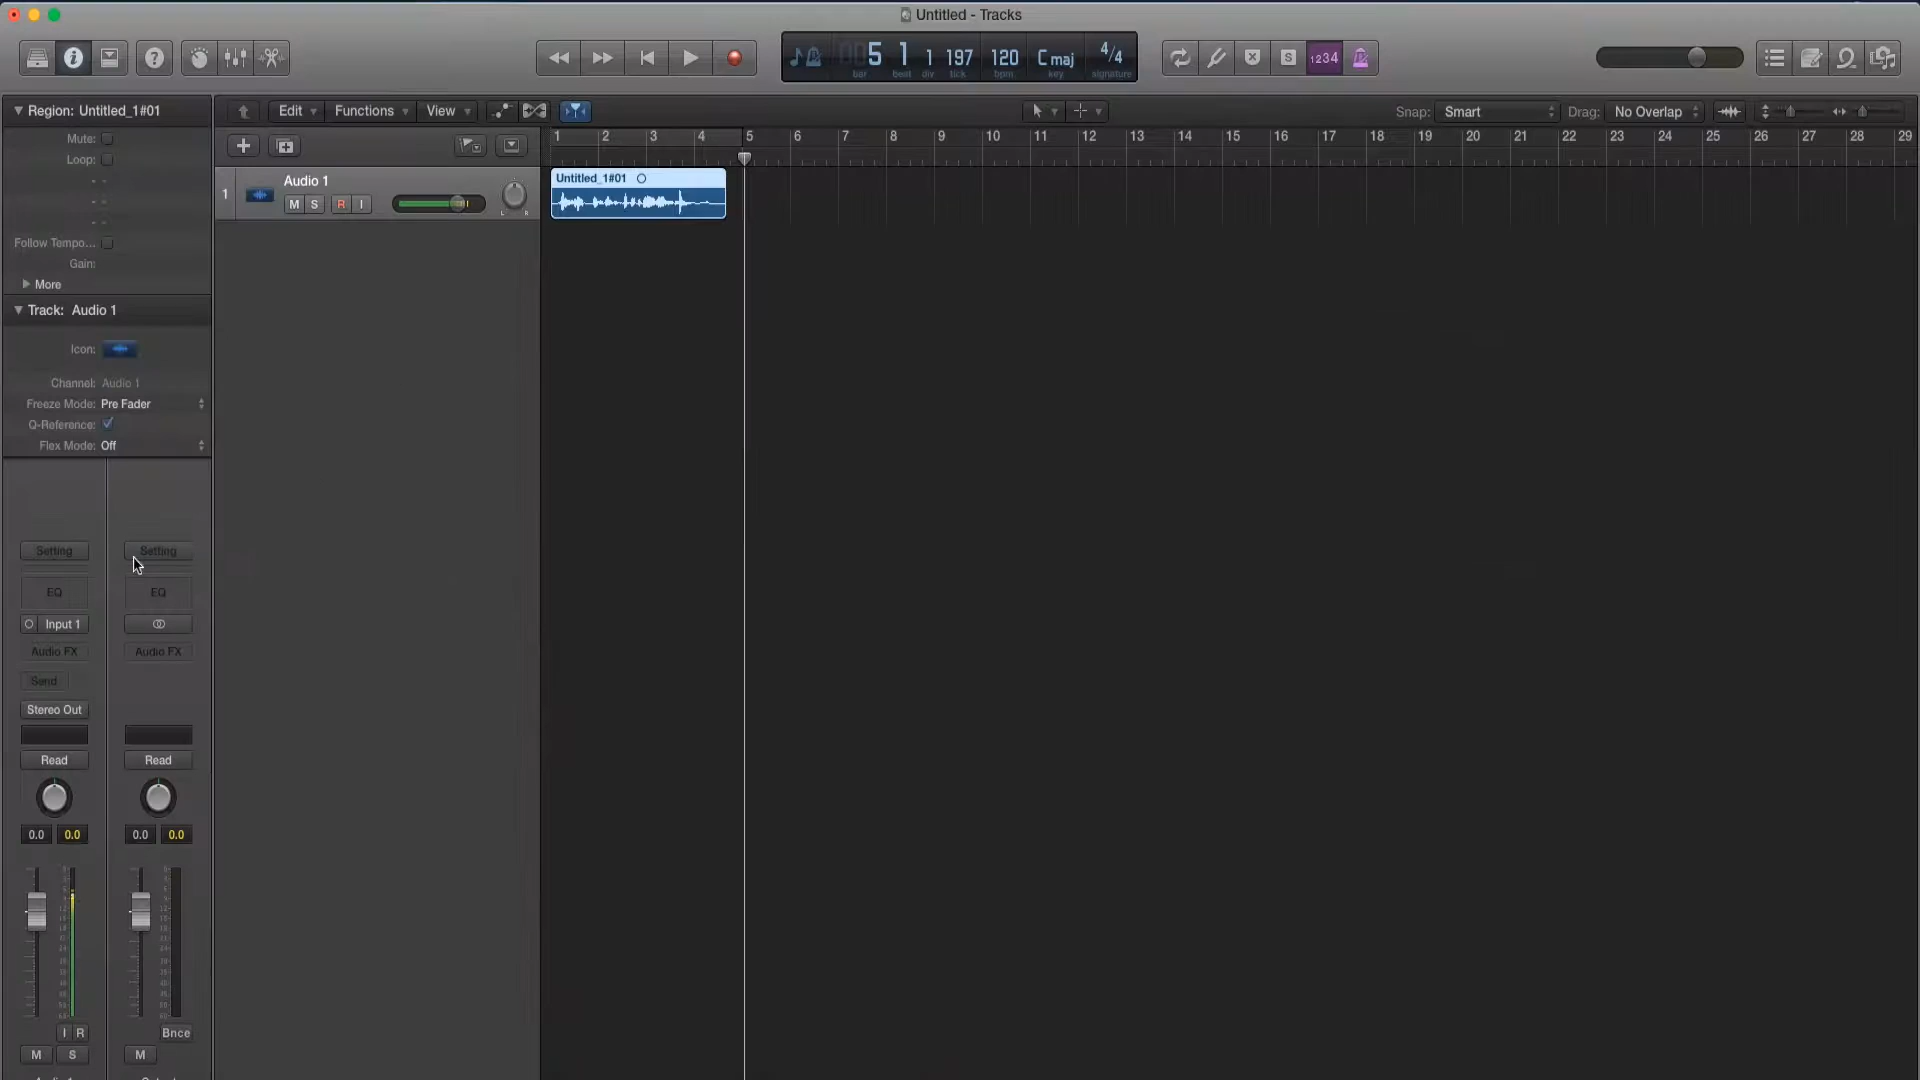 Untitled - Tracks
5 1 1 197 120 C maj 4/4
bar beat div tick bpm key signature
S 1234
Region: Untitled_1#01
Edit Functions View
Snap: Smart Drag: No Overlap
Mute:
Loop:
Follow Tempo...
Gain:
More
1 2 3 4 5 6 7 8 9 10 11 12 13 14 15 16 17 18 19 20 21 22 23 24 25 26 27 28 29
1 Audio 1
M S R I
L R
Untitled_1#01
Track: Audio 1
Icon:
Channel: Audio 1
Freeze Mode: Pre Fader
Q-Reference:
Flex Mode: Off
Setting Setting
EQ EQ
Input 1
Audio FX Audio FX
Send
Stereo Out
Read Read
0.0 0.0 0.0 0.0
I R Bnce
M S M